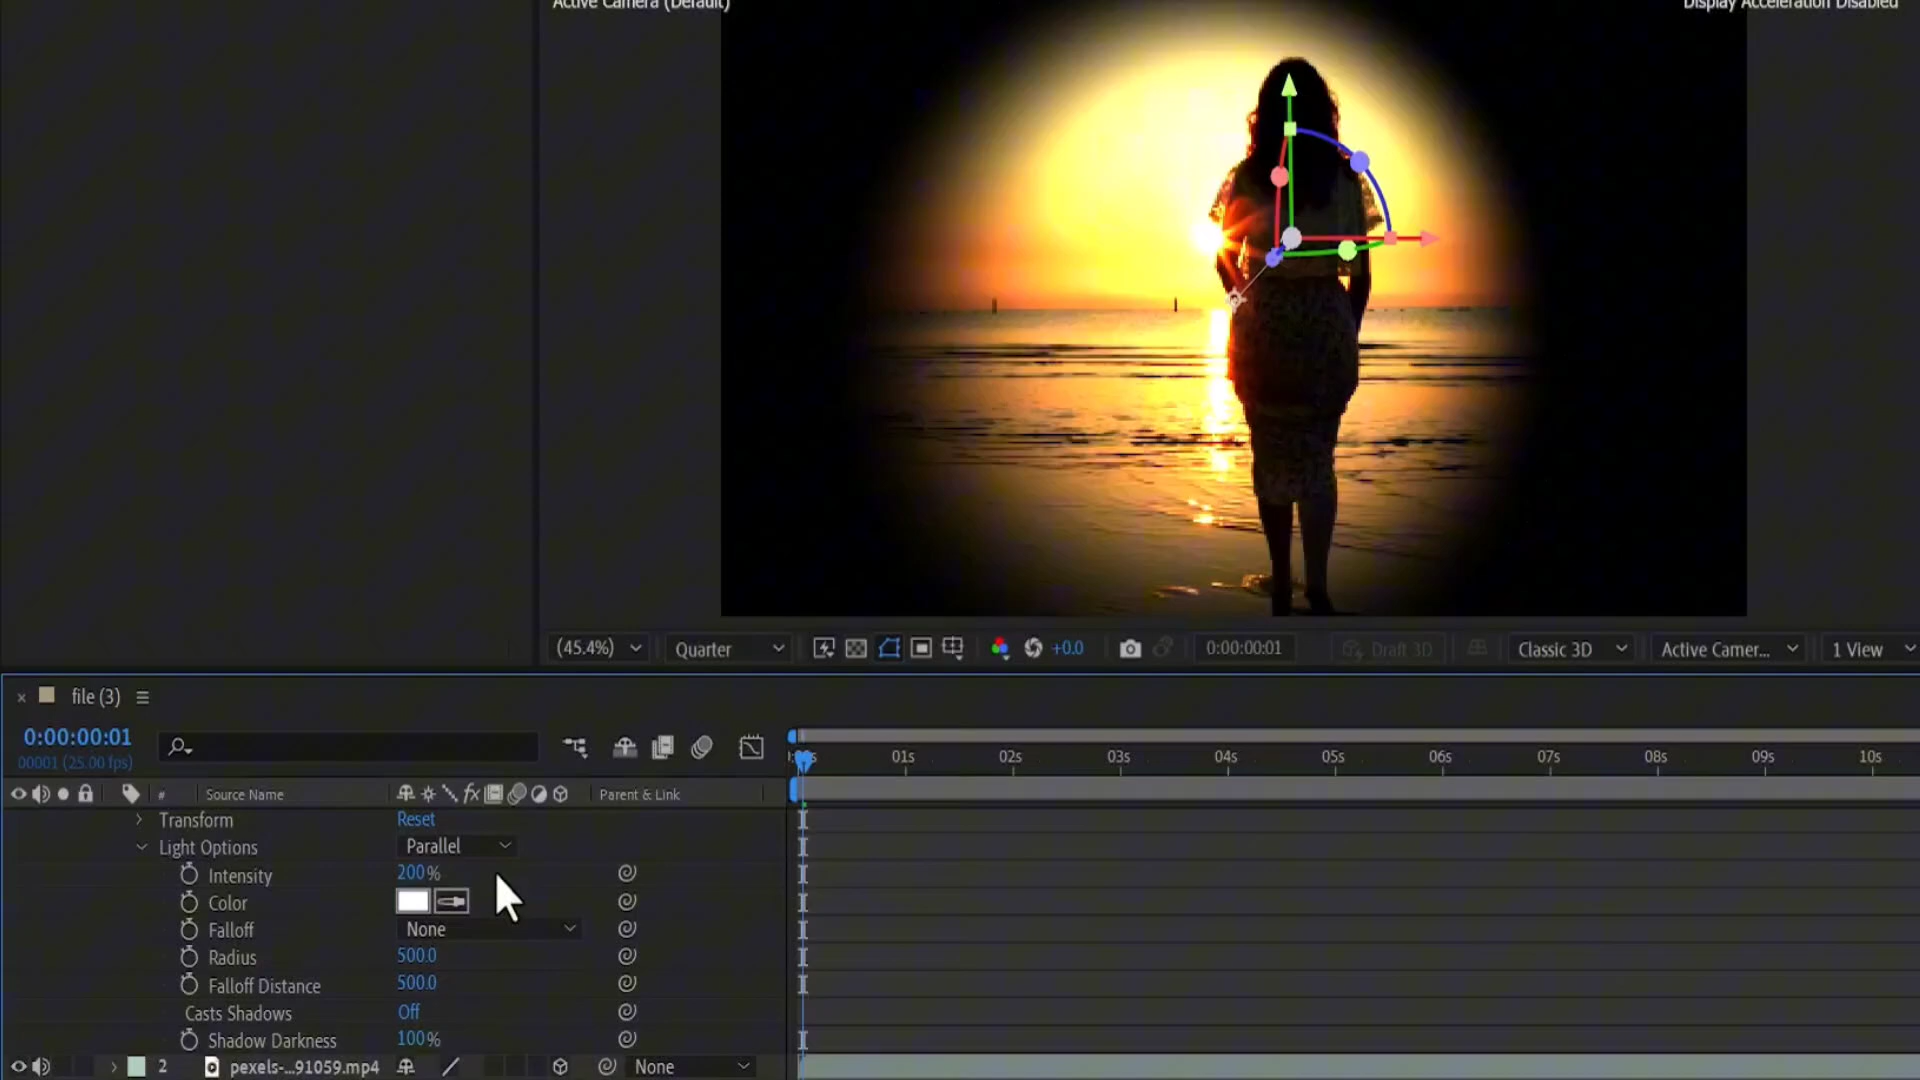 Active Camera (Default)
Display Acceleration Disabled
(45.4%)
Quarter
+0.0
0:00:00:01
Draft 3D
Classic 3D
Active Camer...
1 View
× file (3)
0:00:00:01
00001 (25.00 fps)
01s 02s 03s 04s 05s 06s 07s 08s 09s 10s
# Source Name
fx
Parent & Link
Transform Reset
Light Options Parallel
Intensity 200%
Color
Falloff None
Radius 500.0
Falloff Distance 500.0
Casts Shadows Off
Shadow Darkness 100%
2 pexels-...91059.mp4 None